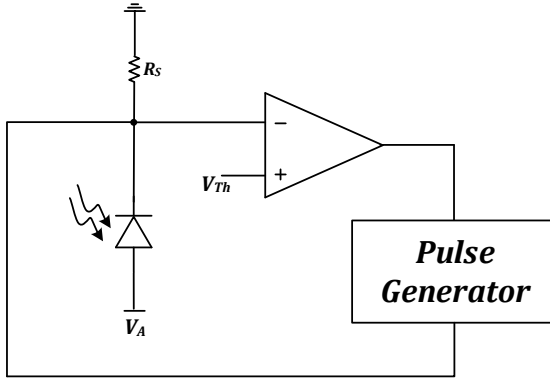 R_S
−
+
V_Th
V_A
Pulse
Generator